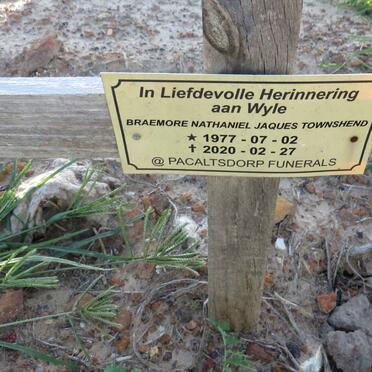 In Liefdevolle Herinnering
aan Wyle
BRAEMORE NATHANIEL JAQUES TOWNSHEND
★ 1977 - 07 - 02
✝ 2020 - 02 - 27
@ PACALTSDORP FUNERALS